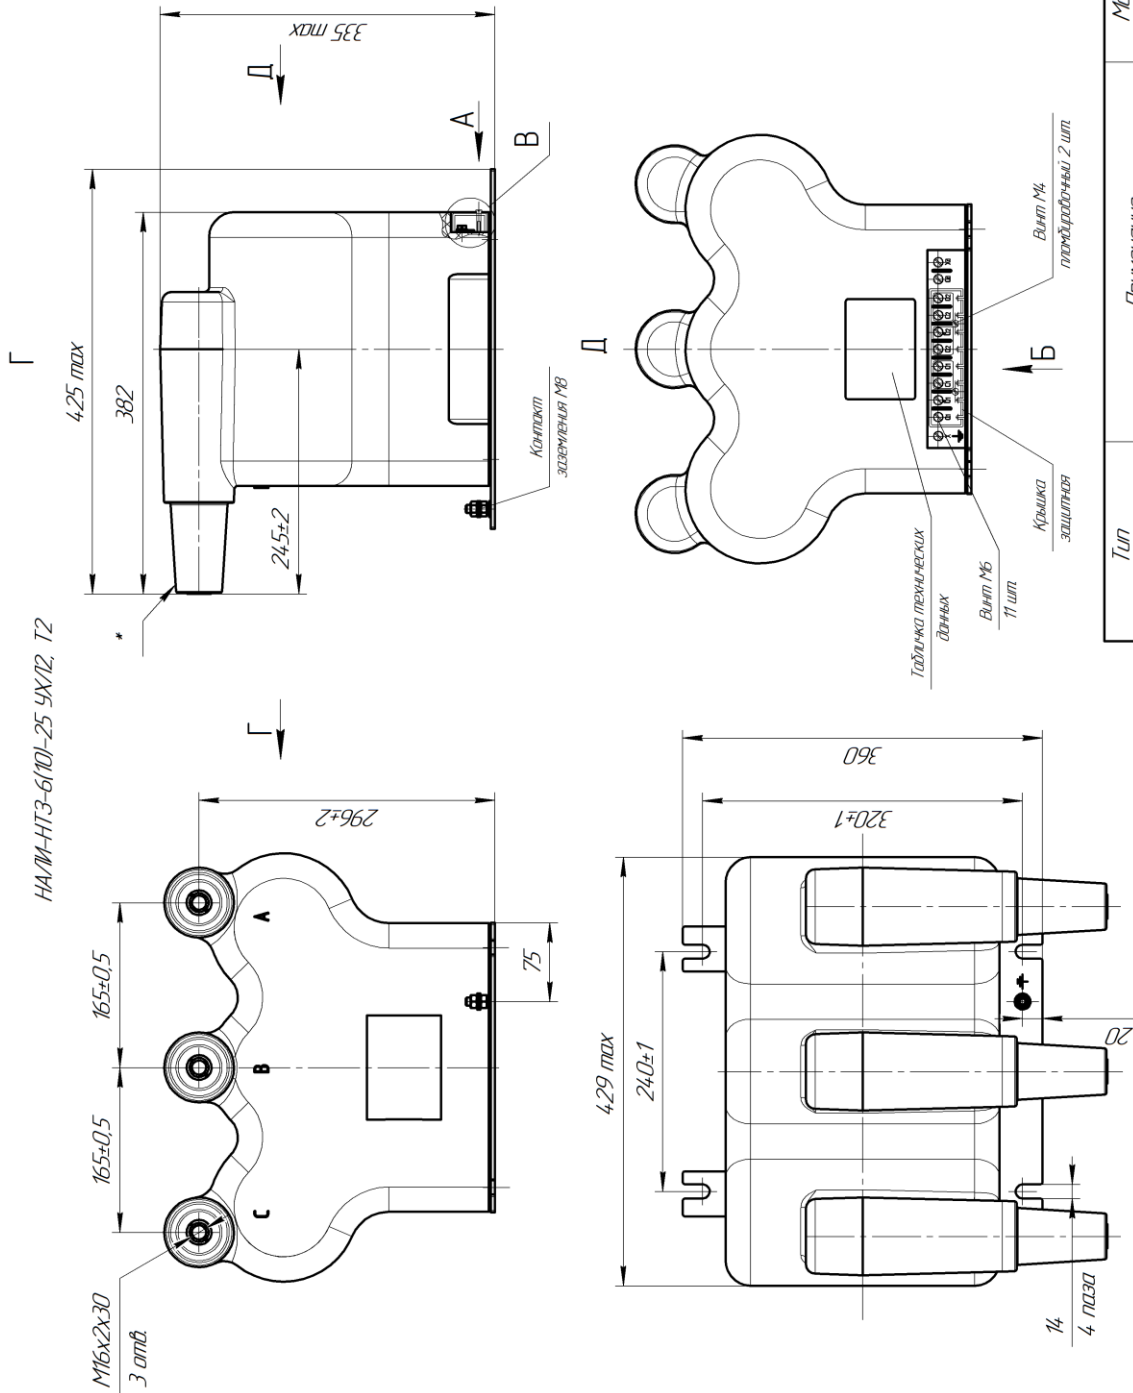 НАЛИ-НТЗ-6(10)-25 УХЛ2, Т2
Г
425 max
382
245±2
335 max
Д
А
В
*
Контакт
заземления М8
Г
165±0,5
165±0,5
M16x2x30
3 отв.
C
B
A
296±2
75
Д
Б
Винт М4
пломбировочный 2 шт.
Крышка
защитная
Винт М6
11 шт.
Табличка технических
данных
429 max
240±1
360
320±1
20
14
4 паза
Тип